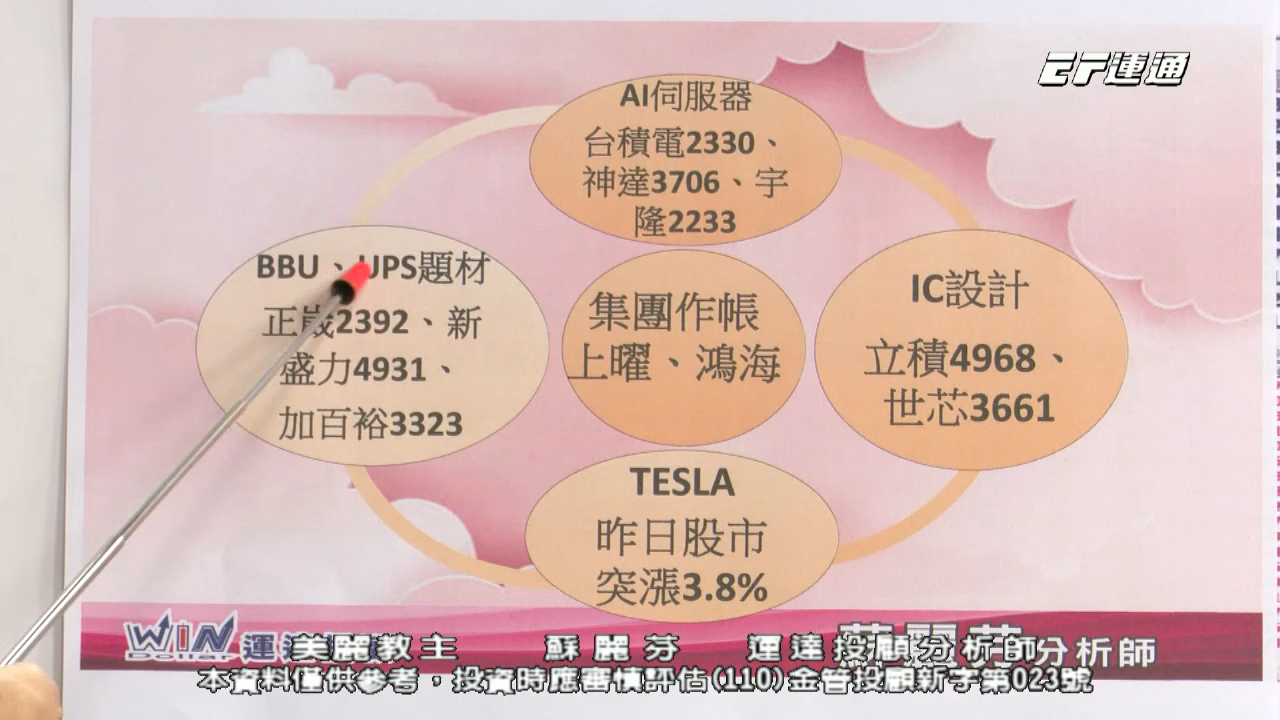 EF運通
AI伺服器
台積電2330、
神達3706、宇
隆2233
BBU、UPS題材
正崴2392、新
盛力4931、
加百裕3323
集團作帳
上曜、鴻海
IC設計
立積4968、
世芯3661
TESLA
昨日股市
突漲3.8%
WIN
Dollar
分析師
美麗教主 蘇麗芬 運達投顧分析師
本資料僅供參考，投資時應審慎評估(110)金管投顧新字第023號